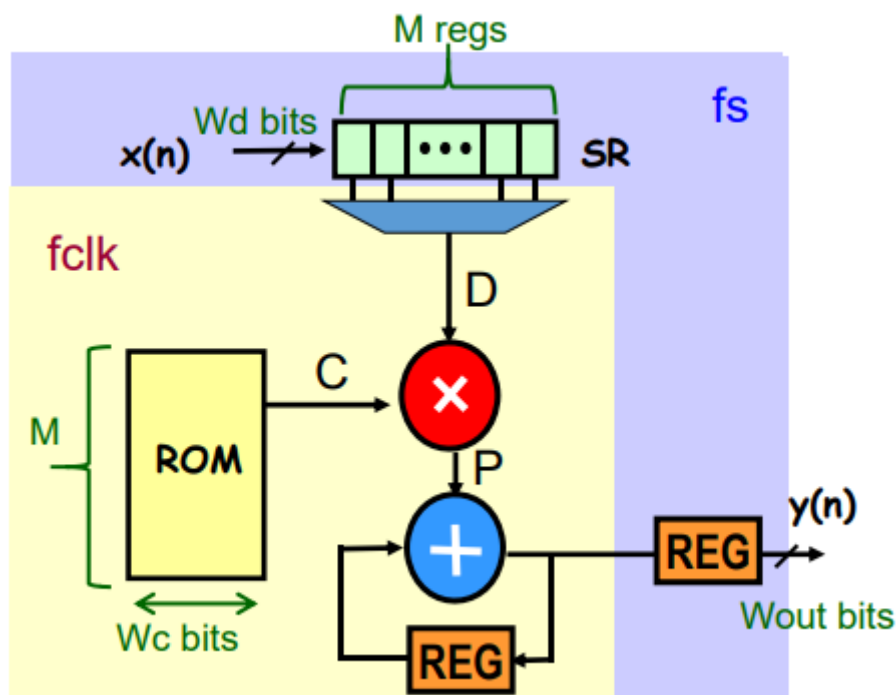 M regs
fs
Wd bits
x(n)
SR
fclk
D
C
×
M
ROM
P
+
y(n)
REG
Wout bits
Wc bits
REG